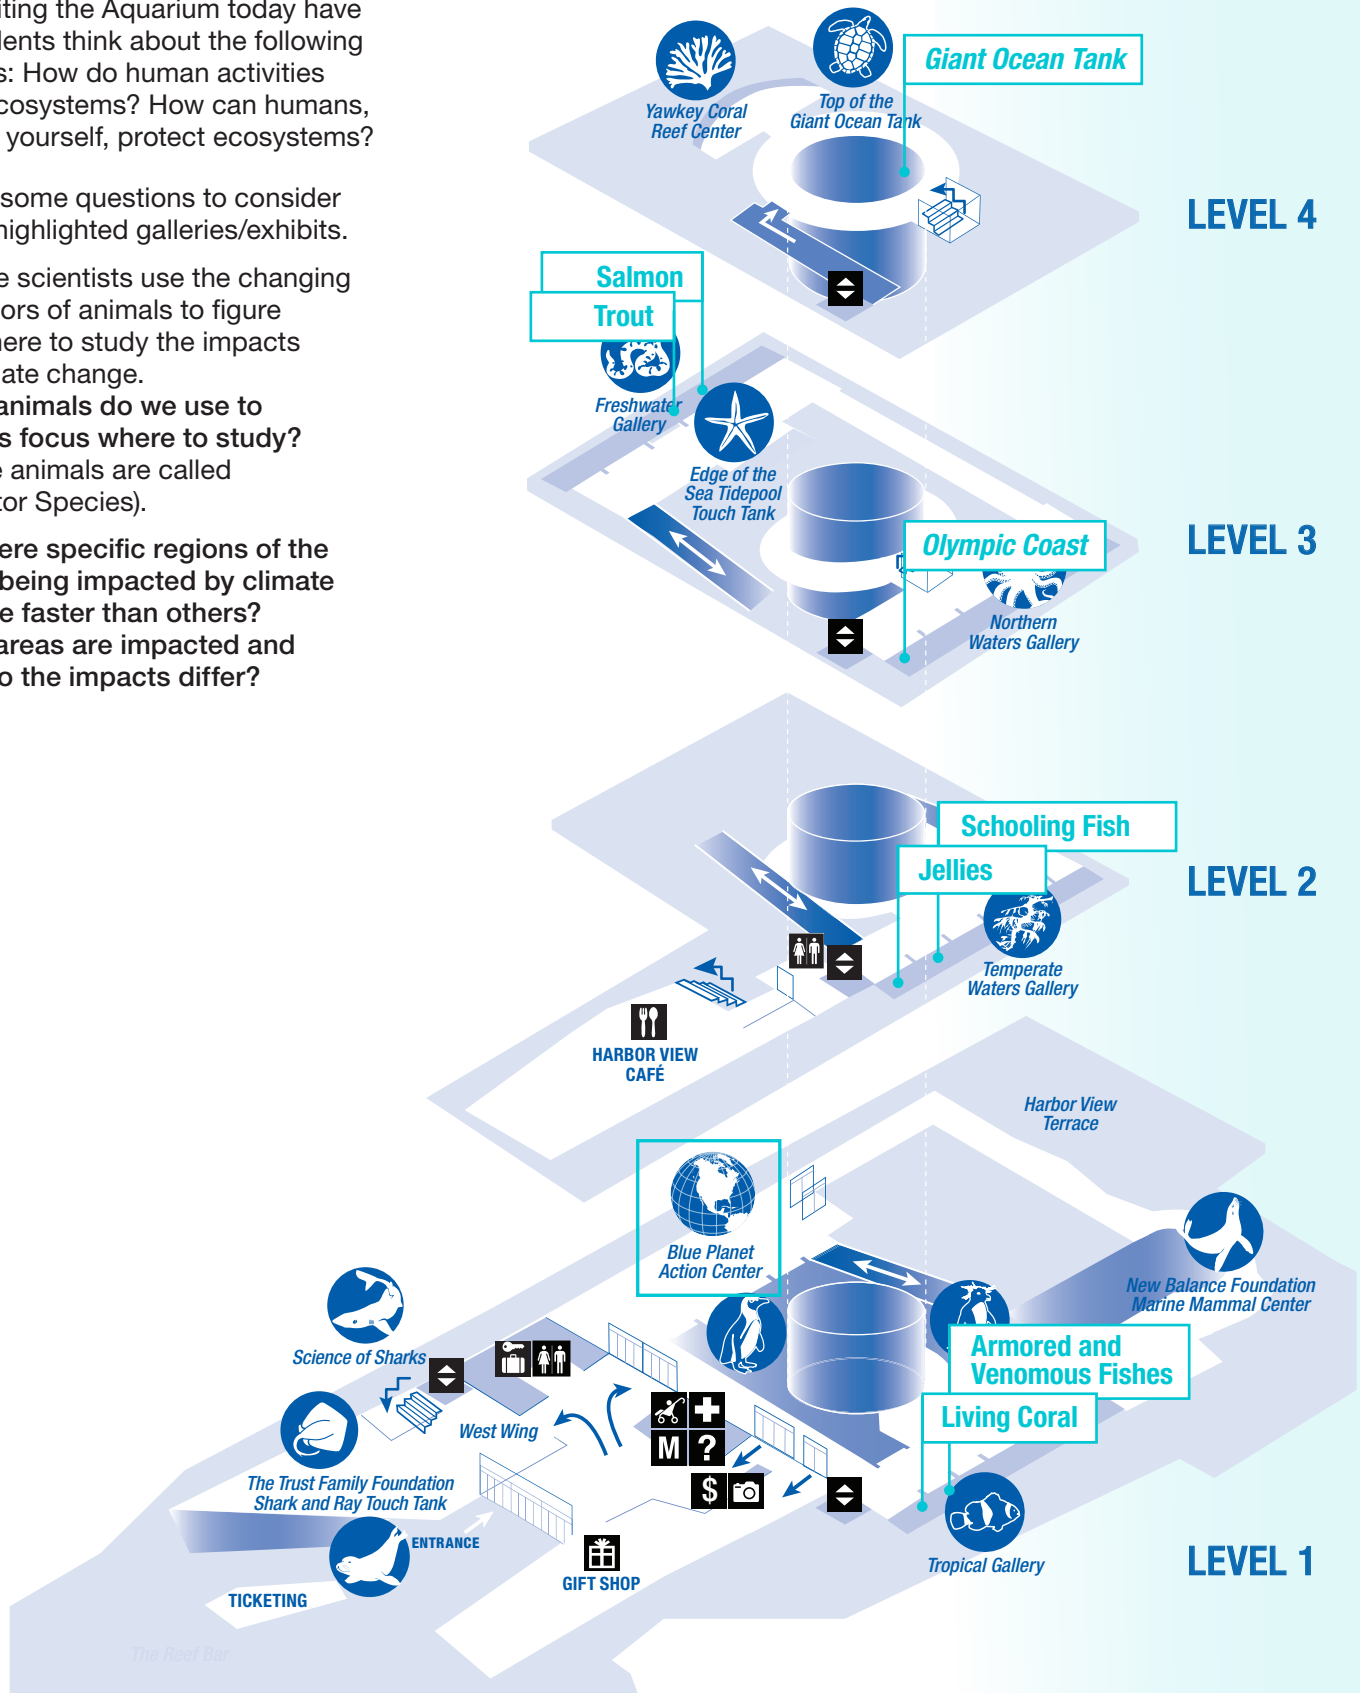 iting the Aquarium today have
dents think about the following
s: How do human activities
cosystems? How can humans,
yourself, protect ecosystems?
some questions to consider
highlighted galleries/exhibits.
e scientists use the changing
ors of animals to figure
here to study the impacts
ate change.
animals do we use to
s focus where to study?
e animals are called
tor Species).
ere specific regions of the
being impacted by climate
e faster than others?
areas are impacted and
o the impacts differ?
Yawkey Coral
Reef Center
Top of the
Giant Ocean Tank
Giant Ocean Tank
LEVEL 4
Salmon
Trout
Freshwater
Gallery
Edge of the
Sea Tidepool
Touch Tank
Olympic Coast
Northern
Waters Gallery
LEVEL 3
Schooling Fish
Jellies
Temperate
Waters Gallery
LEVEL 2
HARBOR VIEW
CAFÉ
Harbor View
Terrace
Blue Planet
Action Center
New Balance Foundation
Marine Mammal Center
Science of Sharks
West Wing
M ?
$
Armored and
Venomous Fishes
Living Coral
The Trust Family Foundation
Shark and Ray Touch Tank
ENTRANCE
GIFT SHOP
TICKETING
Tropical Gallery
LEVEL 1
The Reef Bar